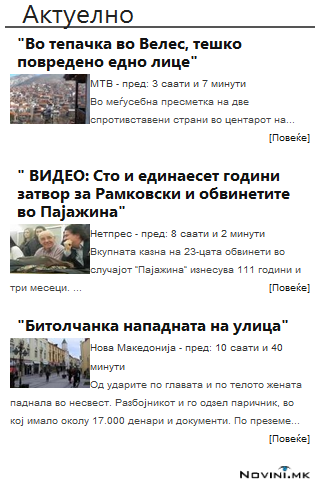 Актуелно
"Во тепачка во Велес, тешко
повредено едно лице"
МТВ - пред: 3 саати и 7 минути
Во меѓусебна пресметка на две
спротивставени страни во центарот на...
[Повеќе]
" ВИДЕО: Сто и единаесет години
затвор за Рамковски и обвинетите
во Пајажина"
Нетпрес - пред: 8 саати и 2 минути
Вкупната казна на 23-цата обвинети во
случајот “Пајажина” изнесува 111 години и
три месеци. ...
[Повеќе]
"Битолчанка нападната на улица"
Нова Македонија - пред: 10 саати и 40
минути
Од ударите по главата и по телото жената
паднала во несвест. Разбојникот и го одзел паричник, во
кој имало околу 17.000 денари и документи. По преземе...
[Повеќе]
Novini.mk